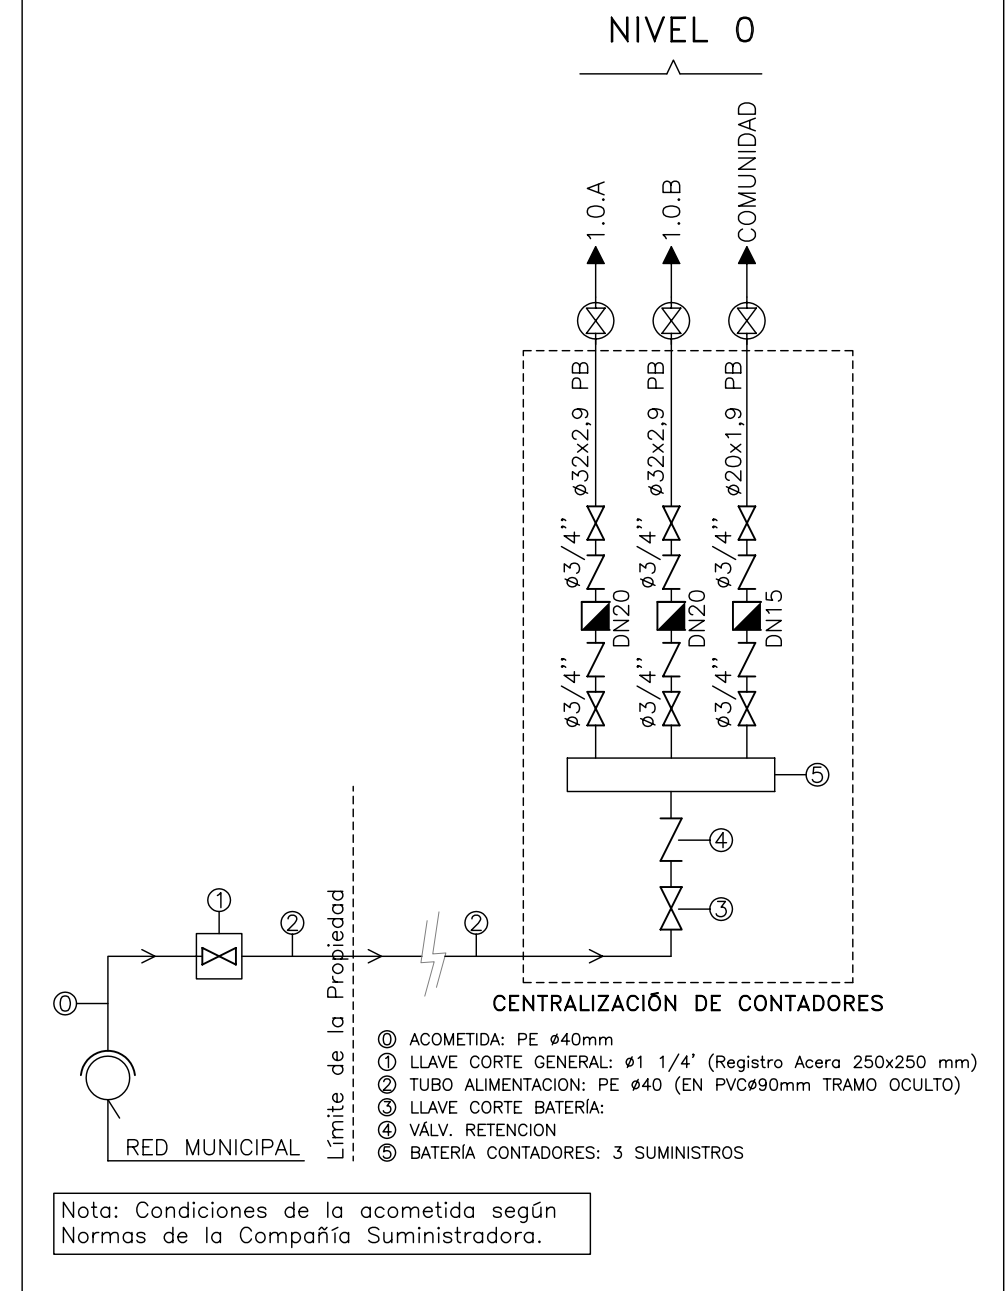 NIVEL 0
1.0.A
1.0.B
COMUNIDAD
ø32x2,9 PB
ø32x2,9 PB
ø20x1,9 PB
ø3/4''
ø3/4''
ø3/4''
DN20
DN20
DN15
ø3/4''
ø3/4''
ø3/4''
5
4
3
1
2
2
0
Límite de la Propiedad
RED MUNICIPAL
CENTRALIZACIÓN DE CONTADORES
0 ACOMETIDA: PE ø40mm
1 LLAVE CORTE GENERAL: ø1 1/4' (Registro Acera 250x250 mm)
2 TUBO ALIMENTACION: PE ø40 (EN PVCø90mm TRAMO OCULTO)
3 LLAVE CORTE BATERÍA:
4 VÁLV. RETENCION
5 BATERÍA CONTADORES: 3 SUMINISTROS
Nota: Condiciones de la acometida según
Normas de la Compañía Suministradora.